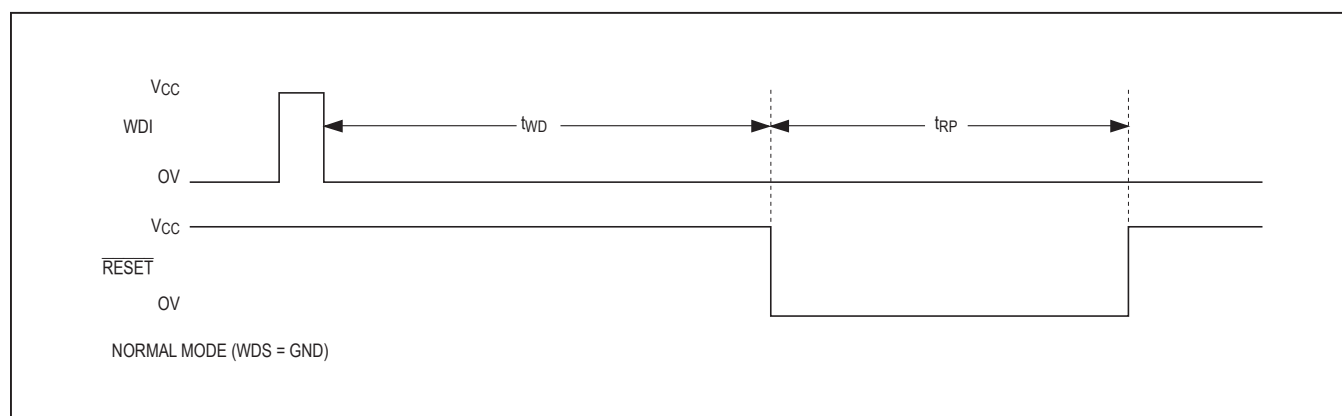 VCC
WDI
tWD
tRP
OV
VCC
RESET
OV
NORMAL MODE (WDS = GND)